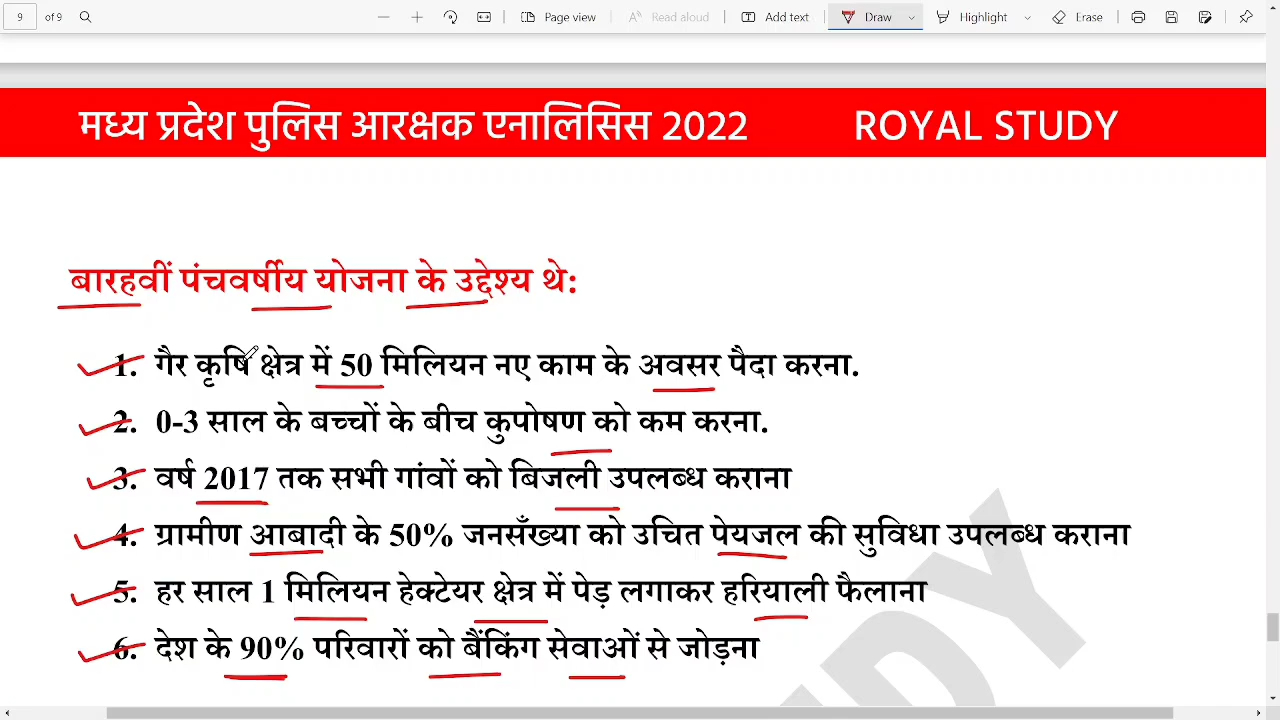 9 of 9 Page view Read aloud Add text Draw Highlight Erase
मध्य प्रदेश पुलिस आरक्षक एनालिसिस 2022 ROYAL STUDY
बारहवीं पंचवर्षीय योजना के उद्देश्य थे:
1. गैर कृषि क्षेत्र में 50 मिलियन नए काम के अवसर पैदा करना.
2. 0-3 साल के बच्चों के बीच कुपोषण को कम करना.
3. वर्ष 2017 तक सभी गांवों को बिजली उपलब्ध कराना
4. ग्रामीण आबादी के 50% जनसँख्या को उचित पेयजल की सुविधा उपलब्ध कराना
5. हर साल 1 मिलियन हेक्टेयर क्षेत्र में पेड़ लगाकर हरियाली फैलाना
6. देश के 90% परिवारों को बैंकिंग सेवाओं से जोड़ना